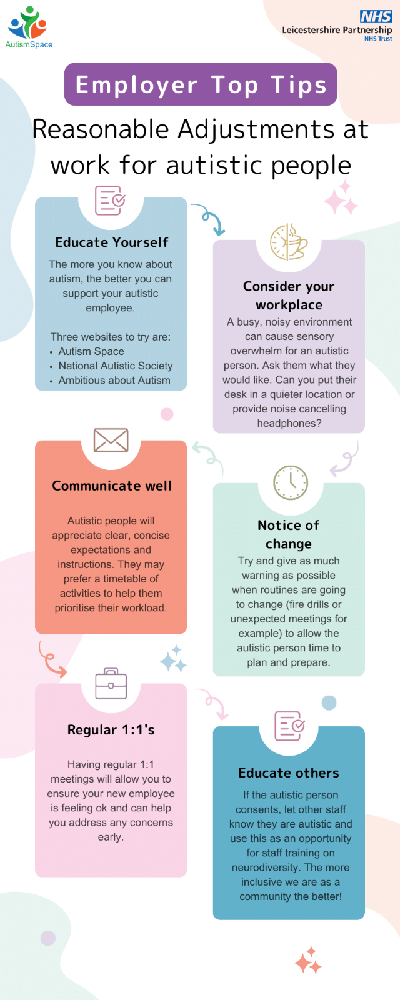 AutismSpace
NHS
Leicestershire Partnership
NHS Trust
Employer Top Tips
Reasonable Adjustments at
work for autistic people
Educate Yourself
The more you know about
autism, the better you can
support your autistic
employee.
Three websites to try are:
• Autism Space
• National Autistic Society
• Ambitious about Autism
Consider your
workplace
A busy, noisy environment
can cause sensory
overwhelm for an autistic
person. Ask them what they
would like. Can you put their
desk in a quieter location or
provide noise cancelling
headphones?
Communicate well
Autistic people will
appreciate clear, concise
expectations and
instructions. They may
prefer a timetable of
activities to help them
prioritise their workload.
Notice of
change
Try and give as much
warning as possible
when routines are going
to change (fire drills or
unexpected meetings for
example) to allow the
autistic person time to
plan and prepare.
Regular 1:1's
Having regular 1:1
meetings will allow you to
ensure your new employee
is feeling ok and can help
you address any concerns
early.
Educate others
If the autistic person
consents, let other staff
know they are autistic and
use this as an opportunity
for staff training on
neurodiversity. The more
inclusive we are as a
community the better!